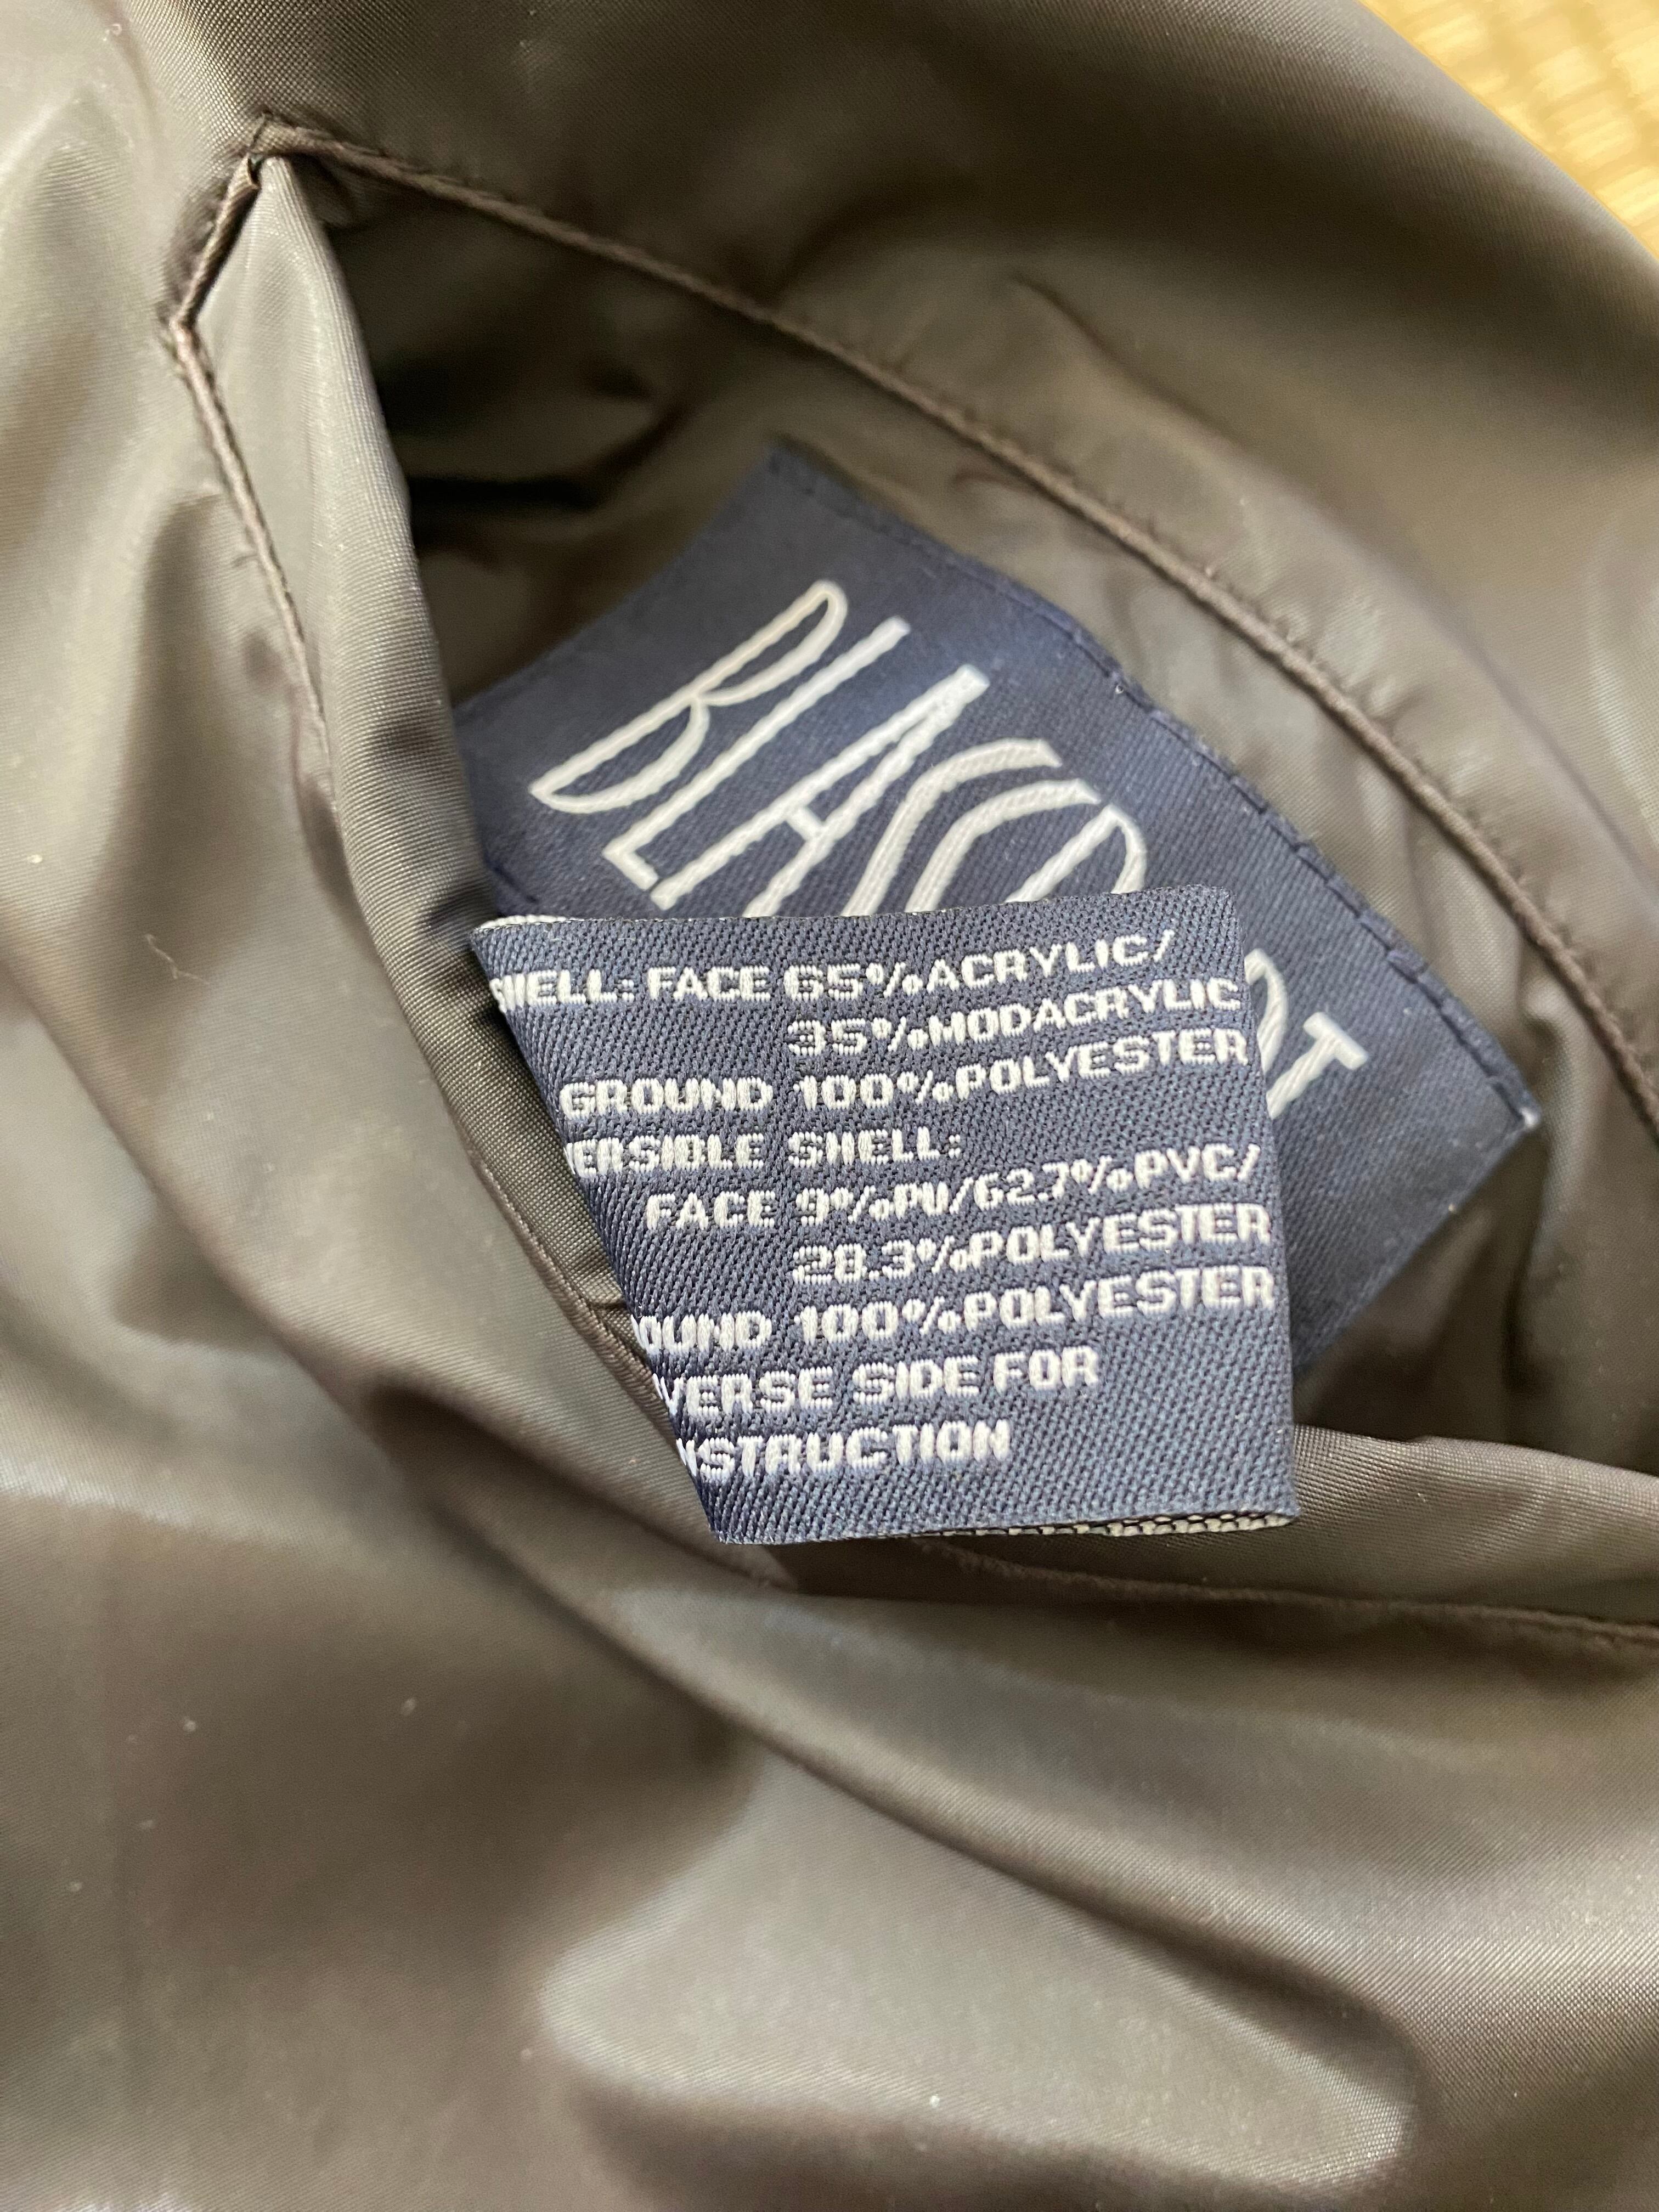 SHELL: FACE 65%ACRYLIC/
35%MODACRYLIC
GROUND 100%POLYESTER
ERSIBLE SHELL:
FACE 9%PU/62.7%PVC/
28.3%POLYESTER
OUND 100%POLYESTER
VERSE SIDE FOR
NSTRUCTION